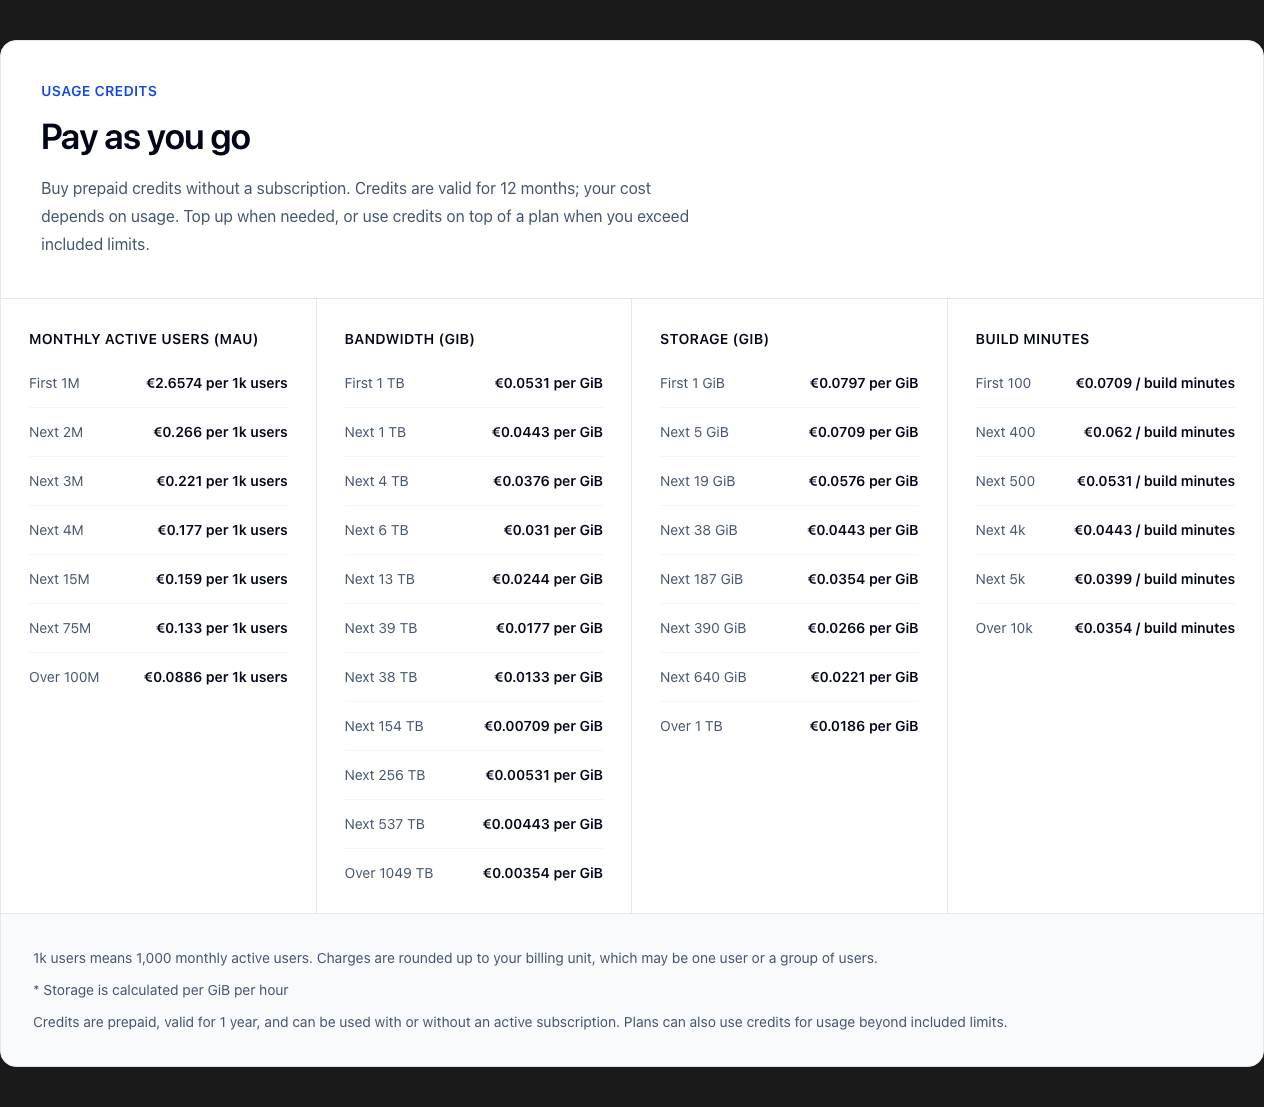 USAGE CREDITS
Pay as you go
Buy prepaid credits without a subscription. Credits are valid for 12 months; your cost
depends on usage. Top up when needed, or use credits on top of a plan when you exceed
included limits.
MONTHLY ACTIVE USERS (MAU)
First 1M €2.6574 per 1k users
Next 2M €0.266 per 1k users
Next 3M €0.221 per 1k users
Next 4M €0.177 per 1k users
Next 15M €0.159 per 1k users
Next 75M €0.133 per 1k users
Over 100M €0.0886 per 1k users
BANDWIDTH (GIB)
First 1 TB €0.0531 per GiB
Next 1 TB €0.0443 per GiB
Next 4 TB €0.0376 per GiB
Next 6 TB €0.031 per GiB
Next 13 TB €0.0244 per GiB
Next 39 TB €0.0177 per GiB
Next 38 TB €0.0133 per GiB
Next 154 TB €0.00709 per GiB
Next 256 TB €0.00531 per GiB
Next 537 TB €0.00443 per GiB
Over 1049 TB €0.00354 per GiB
STORAGE (GIB)
First 1 GiB €0.0797 per GiB
Next 5 GiB €0.0709 per GiB
Next 19 GiB €0.0576 per GiB
Next 38 GiB €0.0443 per GiB
Next 187 GiB €0.0354 per GiB
Next 390 GiB €0.0266 per GiB
Next 640 GiB €0.0221 per GiB
Over 1 TB €0.0186 per GiB
BUILD MINUTES
First 100 €0.0709 / build minutes
Next 400 €0.062 / build minutes
Next 500 €0.0531 / build minutes
Next 4k €0.0443 / build minutes
Next 5k €0.0399 / build minutes
Over 10k €0.0354 / build minutes
1k users means 1,000 monthly active users. Charges are rounded up to your billing unit, which may be one user or a group of users.
* Storage is calculated per GiB per hour
Credits are prepaid, valid for 1 year, and can be used with or without an active subscription. Plans can also use credits for usage beyond included limits.